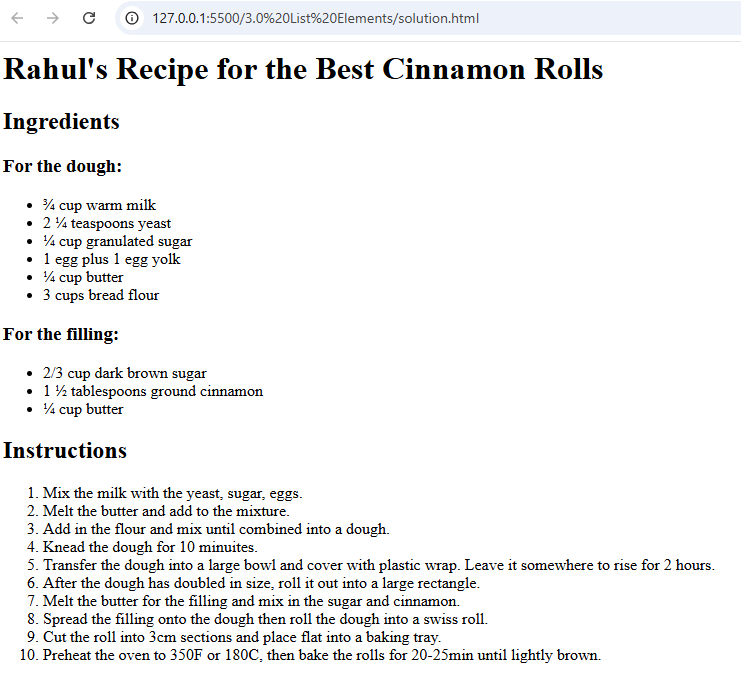 127.0.0.1:5500/3.0%20List%20Elements/solution.html
Rahul's Recipe for the Best Cinnamon Rolls
Ingredients
For the dough:
• ¾ cup warm milk
• 2 ¼ teaspoons yeast
• ¼ cup granulated sugar
• 1 egg plus 1 egg yolk
• ¼ cup butter
• 3 cups bread flour
For the filling:
• 2/3 cup dark brown sugar
• 1 ½ tablespoons ground cinnamon
• ¼ cup butter
Instructions
1. Mix the milk with the yeast, sugar, eggs.
2. Melt the butter and add to the mixture.
3. Add in the flour and mix until combined into a dough.
4. Knead the dough for 10 minuites.
5. Transfer the dough into a large bowl and cover with plastic wrap. Leave it somewhere to rise for 2 hours.
6. After the dough has doubled in size, roll it out into a large rectangle.
7. Melt the butter for the filling and mix in the sugar and cinnamon.
8. Spread the filling onto the dough then roll the dough into a swiss roll.
9. Cut the roll into 3cm sections and place flat into a baking tray.
10. Preheat the oven to 350F or 180C, then bake the rolls for 20-25min until lightly brown.